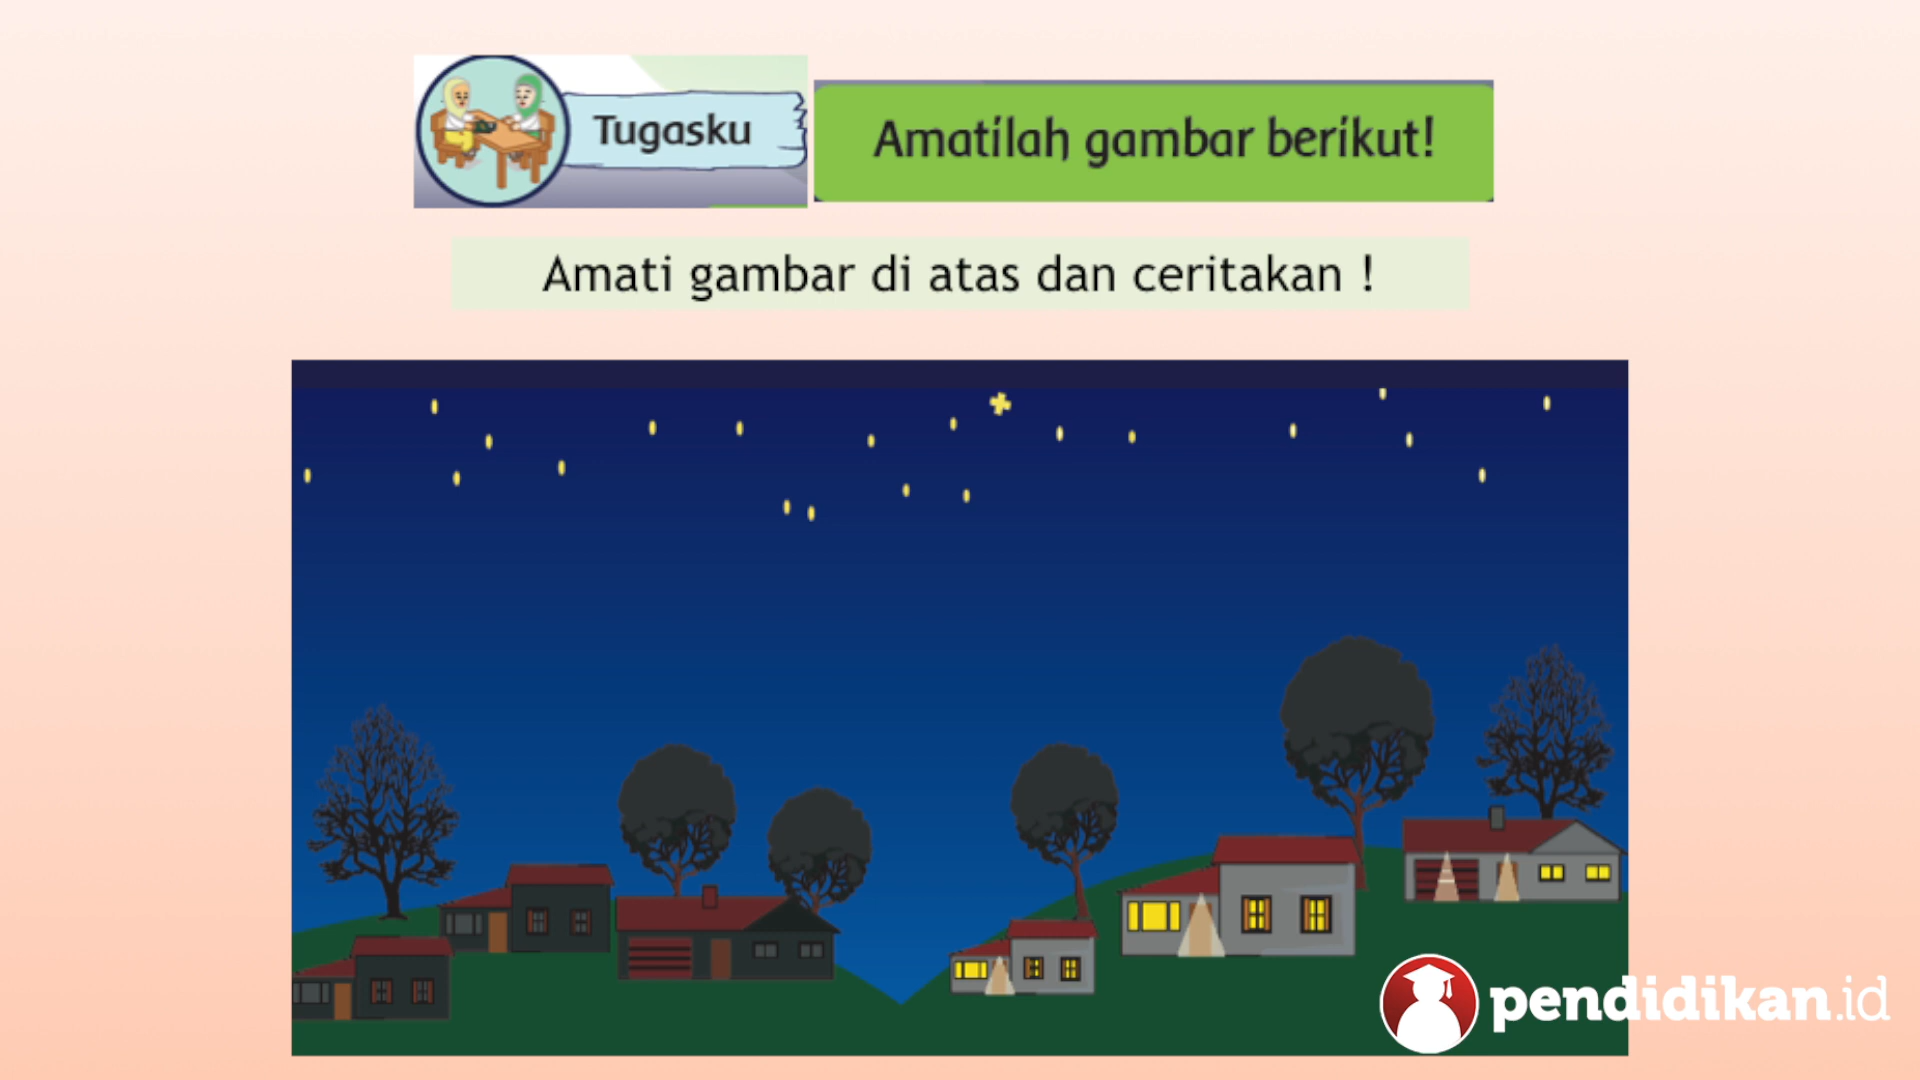 Tugasku
Amatilah gambar berikut!
Amati gambar di atas dan ceritakan !
pendidikan.id